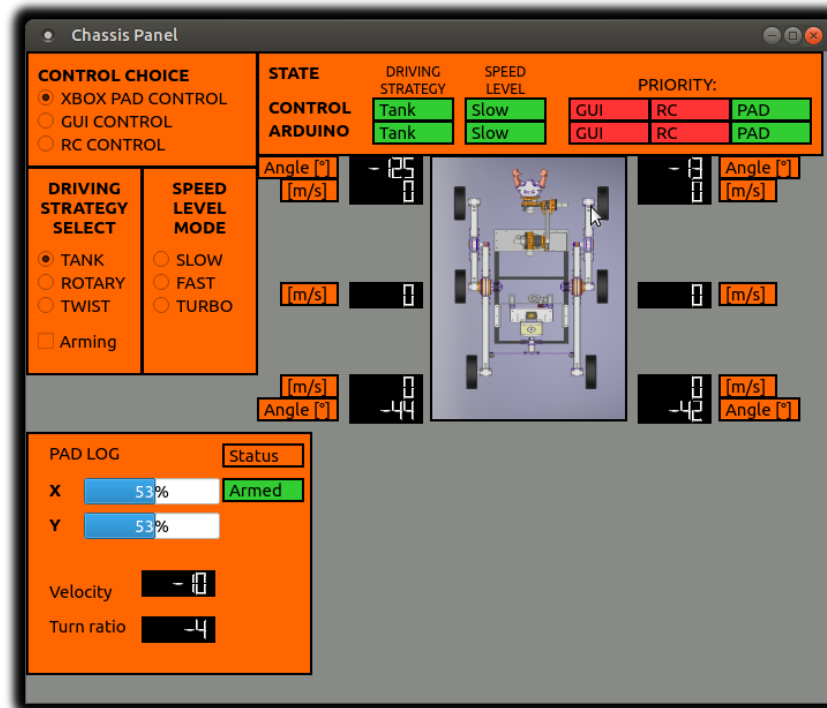 Chassis Panel
CONTROL CHOICE
XBOX PAD CONTROL
GUI CONTROL
RC CONTROL
STATE
DRIVING STRATEGY
SPEED LEVEL
PRIORITY:
CONTROL Tank Slow GUI RC PAD
ARDUINO Tank Slow GUI RC PAD
DRIVING
STRATEGY
SELECT
TANK
ROTARY
TWIST
Arming
SPEED
LEVEL
MODE
SLOW
FAST
TURBO
Angle [°] -125 -13 Angle [°]
[m/s] 0 0 [m/s]
[m/s] 0 0 [m/s]
[m/s] 0 0 [m/s]
Angle [°] -44 -42 Angle [°]
PAD LOG Status
X 53% Armed
Y 53%
Velocity -10
Turn ratio -4